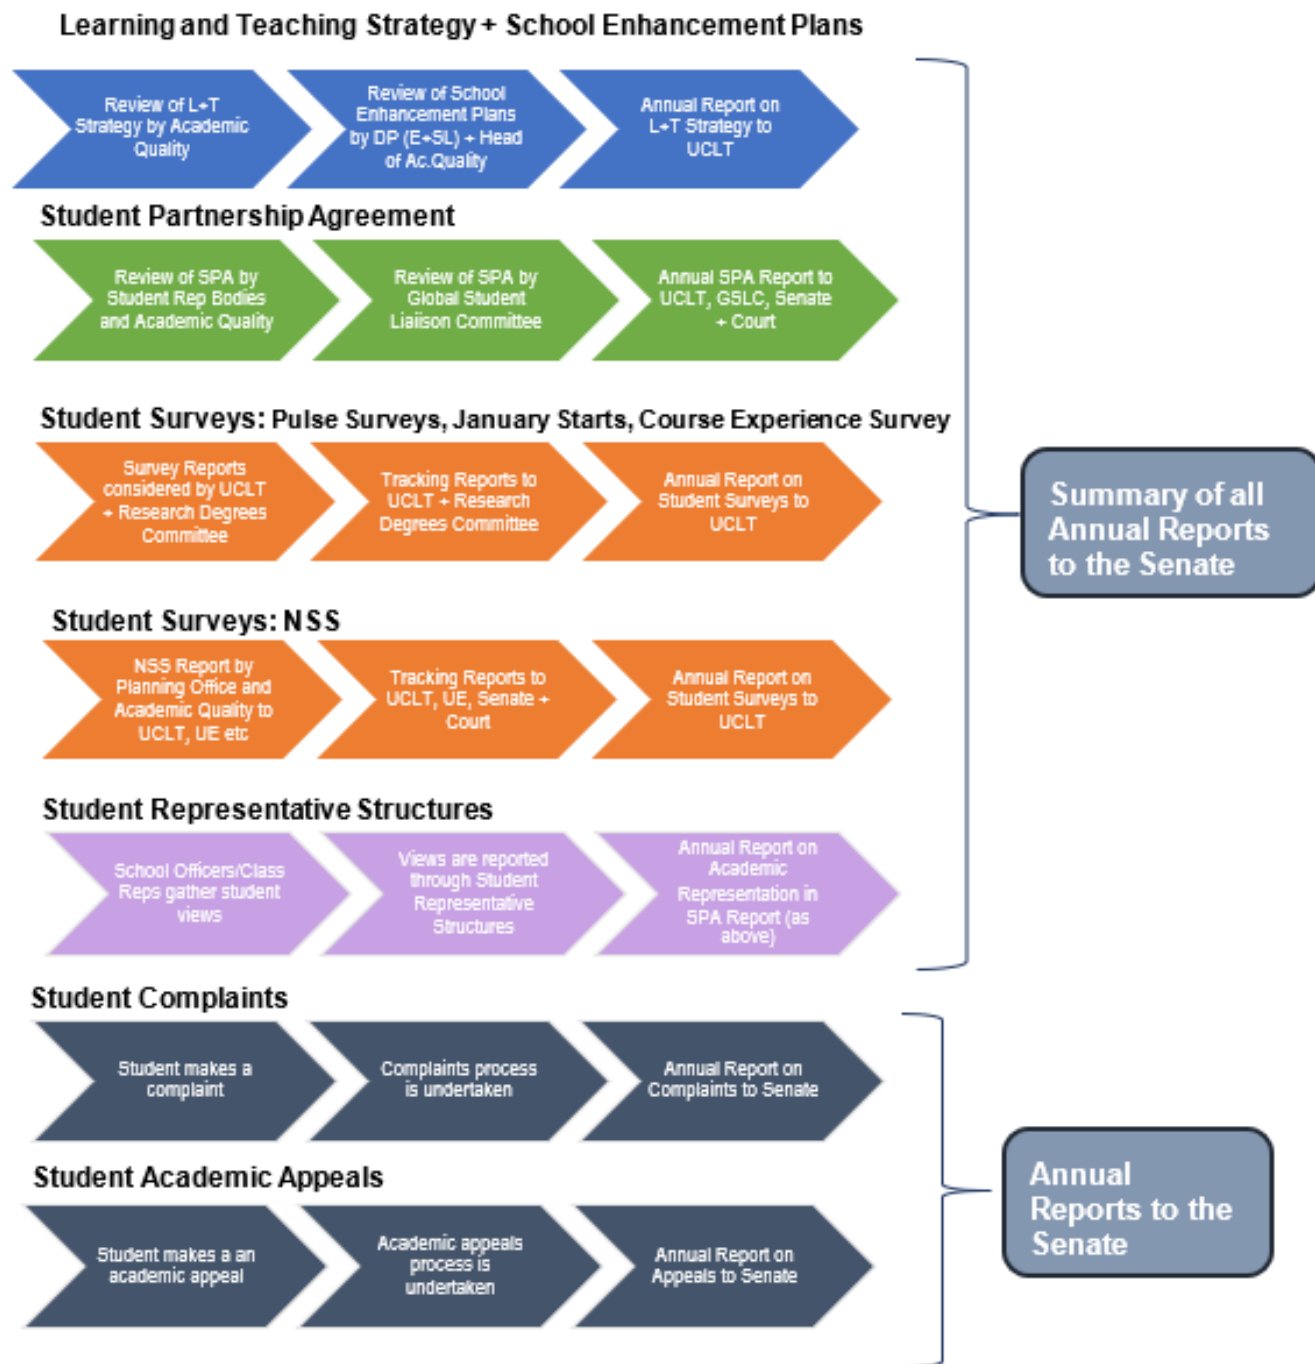 Learning and Teaching Strategy + School Enhancement Plans
Review of L+T
Strategy by Academic
Quality
Review of School
Enhancement Plans
by DP (E+SL) + Head
of Ac.Quality
Annual Report on
L+T Strategy to
UCLT
Student Partnership Agreement
Review of SPA by
Student Rep Bodies
and Academic Quality
Review of SPA by
Global Student
Liaiison Committee
Annual SPA Report to
UCLT, GSLC, Senate
+ Court
Student Surveys: Pulse Surveys, January Starts, Course Experience Survey
Survey Reports
considered by UCLT
+ Research Degrees
Committee
Tracking Reports to
UCLT + Research
Degrees Committee
Annual Report on
Student Surveys to
UCLT
Summary of all
Annual Reports
to the Senate
Student Surveys: NSS
NSS Report by
Planning Office and
Academic Quality to
UCLT, UE etc
Tracking Reports to
UCLT, UE, Senate +
Court
Annual Report on
Student Surveys to
UCLT
Student Representative Structures
School Officers/Class
Reps gather student
views
Views are reported
through Student
Representative
Structures
Annual Report on
Academic
Representation in
SPA Report (as
above)
Student Complaints
Student makes a
complaint
Complaints process
is undertaken
Annual Report on
Complaints to Senate
Student Academic Appeals
Student makes a an
academic appeal
Academic appeals
process is
undertaken
Annual Report on
Appeals to Senate
Annual
Reports to the
Senate